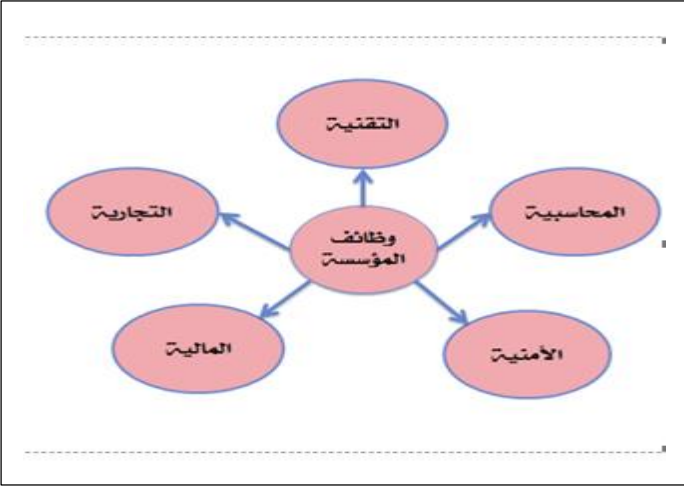 التقنية
المحاسبية
التجارية
وظائف
المؤسسة
الأمنية
المالية